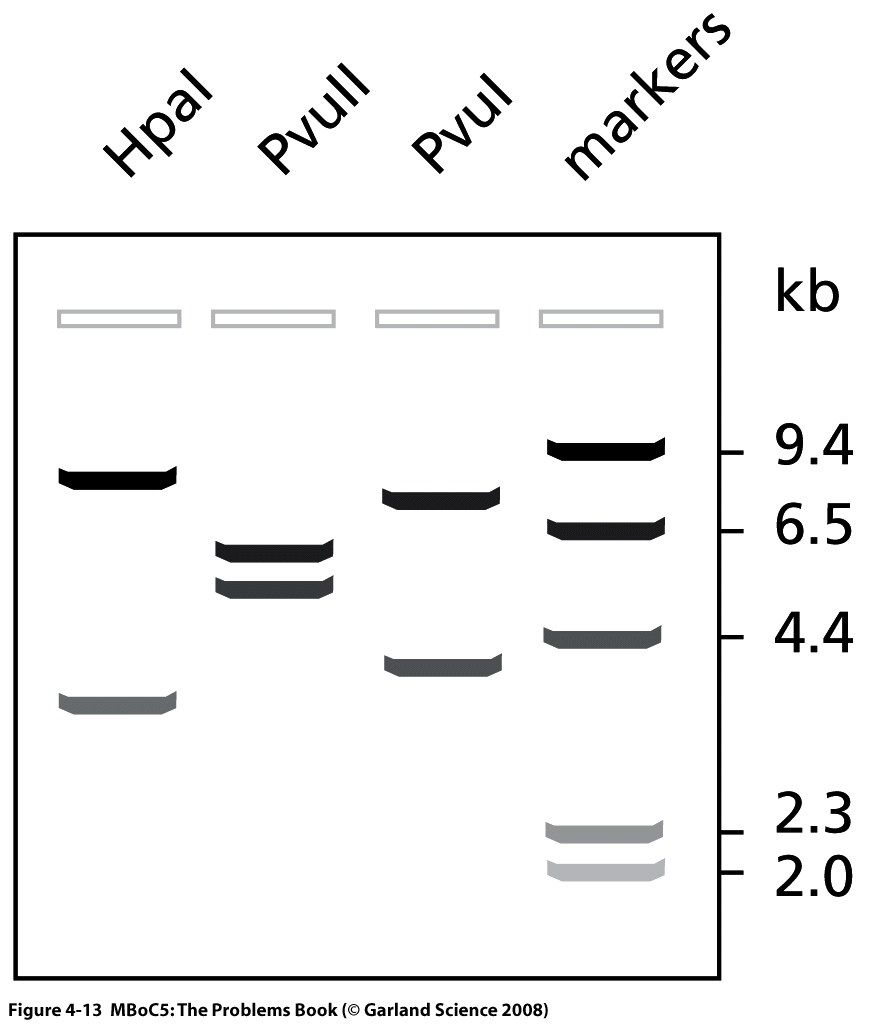 HpaI
PvuII
PvuI
markers
kb
9.4
6.5
4.4
2.3
2.0
Figure 4-13 MBoC5: The Problems Book (© Garland Science 2008)